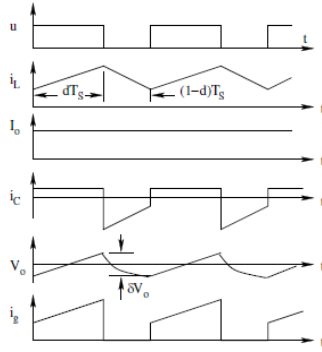 u
t
i_L
dT_S
(1-d)T_S
t
I_o
t
i_C
t
V_o
δV_o
t
i_g
t